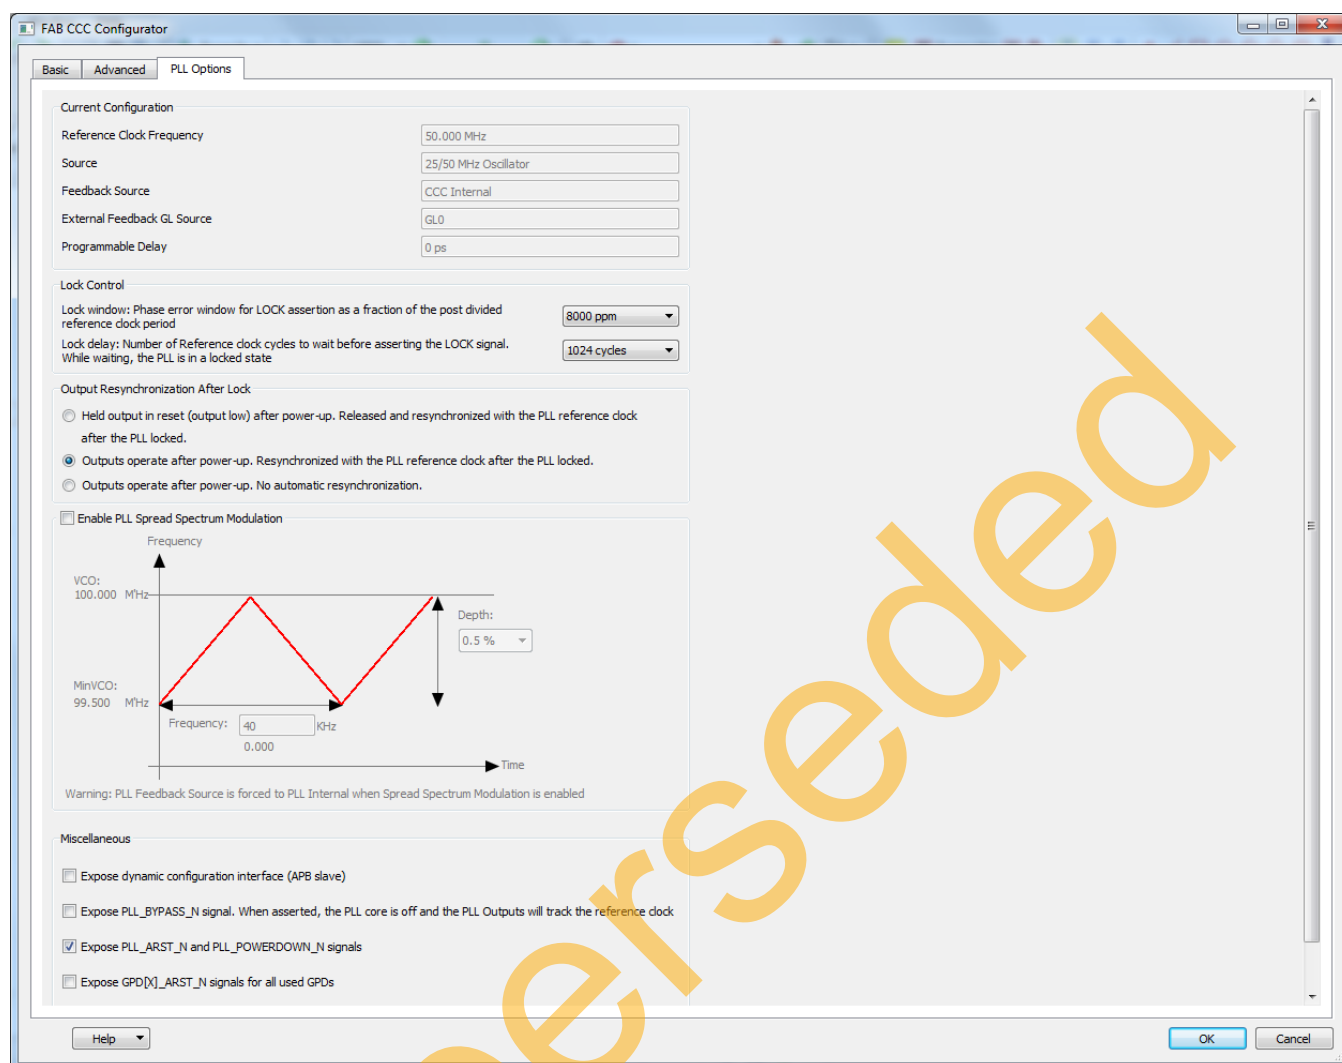 FAB CCC Configurator
Basic
Advanced
PLL Options
Current Configuration
Reference Clock Frequency
50.000 MHz
Source
25/50 MHz Oscillator
Feedback Source
CCC Internal
External Feedback GL Source
GL0
Programmable Delay
0 ps
Lock Control
Lock window: Phase error window for LOCK assertion as a fraction of the post divided
reference clock period
8000 ppm
Lock delay: Number of Reference clock cycles to wait before asserting the LOCK signal.
While waiting, the PLL is in a locked state
1024 cycles
Output Resynchronization After Lock
Held output in reset (output low) after power-up. Released and resynchronized with the PLL reference clock
after the PLL locked.
Outputs operate after power-up. Resynchronized with the PLL reference clock after the PLL locked.
Outputs operate after power-up. No automatic resynchronization.
Enable PLL Spread Spectrum Modulation
Frequency
VCO:
100.000 M'Hz
Depth:
0.5 %
MinVCO:
99.500 M'Hz
Frequency: 40 KHz
0.000
Time
Warning: PLL Feedback Source is forced to PLL Internal when Spread Spectrum Modulation is enabled
Miscellaneous
Expose dynamic configuration interface (APB slave)
Expose PLL_BYPASS_N signal. When asserted, the PLL core is off and the PLL Outputs will track the reference clock
Expose PLL_ARST_N and PLL_POWERDOWN_N signals
Expose GPD[X]_ARST_N signals for all used GPDs
Help
OK
Cancel
erseded